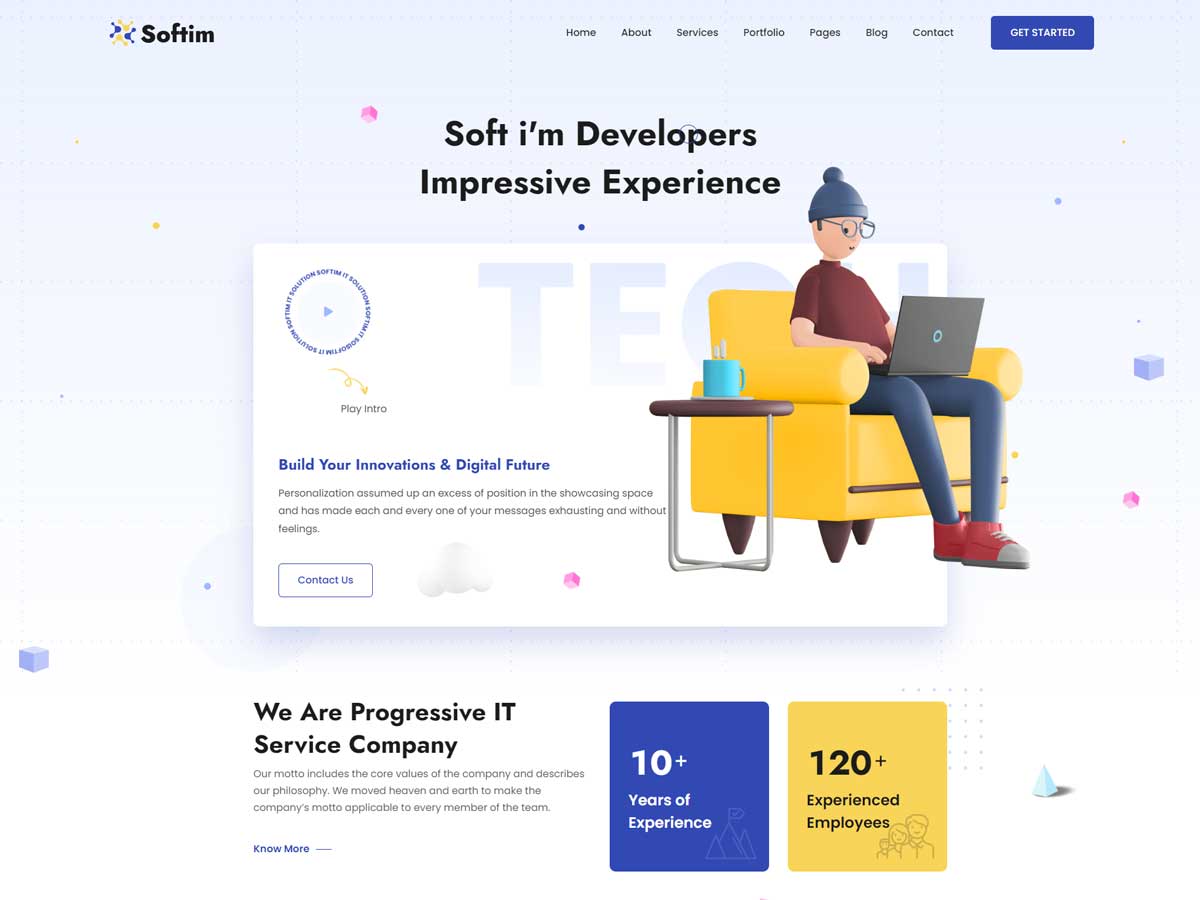 Softim
Home About Services Portfolio Pages Blog Contact GET STARTED
Soft i'm Developers
Impressive Experience
SOFTIM IT SOLUTION SOFTIM IT SOLUTION
Play Intro
Build Your Innovations & Digital Future
Personalization assumed up an excess of position in the showcasing space
and has made each and every one of your messages exhausting and without
feelings.
Contact Us
We Are Progressive IT
Service Company
Our motto includes the core values of the company and describes
our philosophy. We moved heaven and earth to make the
company's motto applicable to every member of the team.
Know More
10+
Years of
Experience
120+
Experienced
Employees